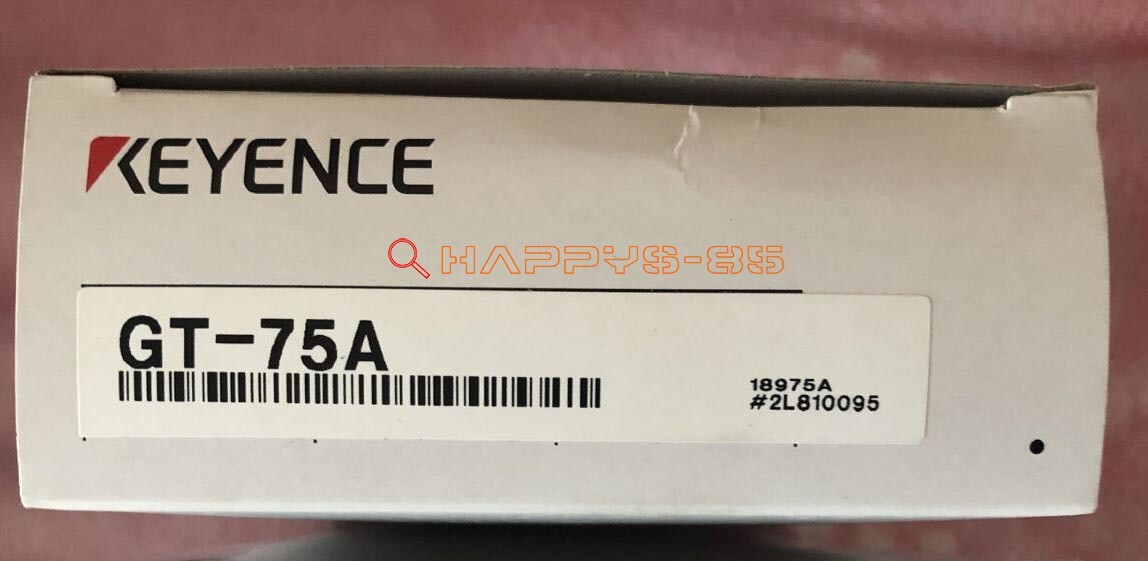 KEYENCE
HAPPYS-85
GT-75A
18975A
#2L810095